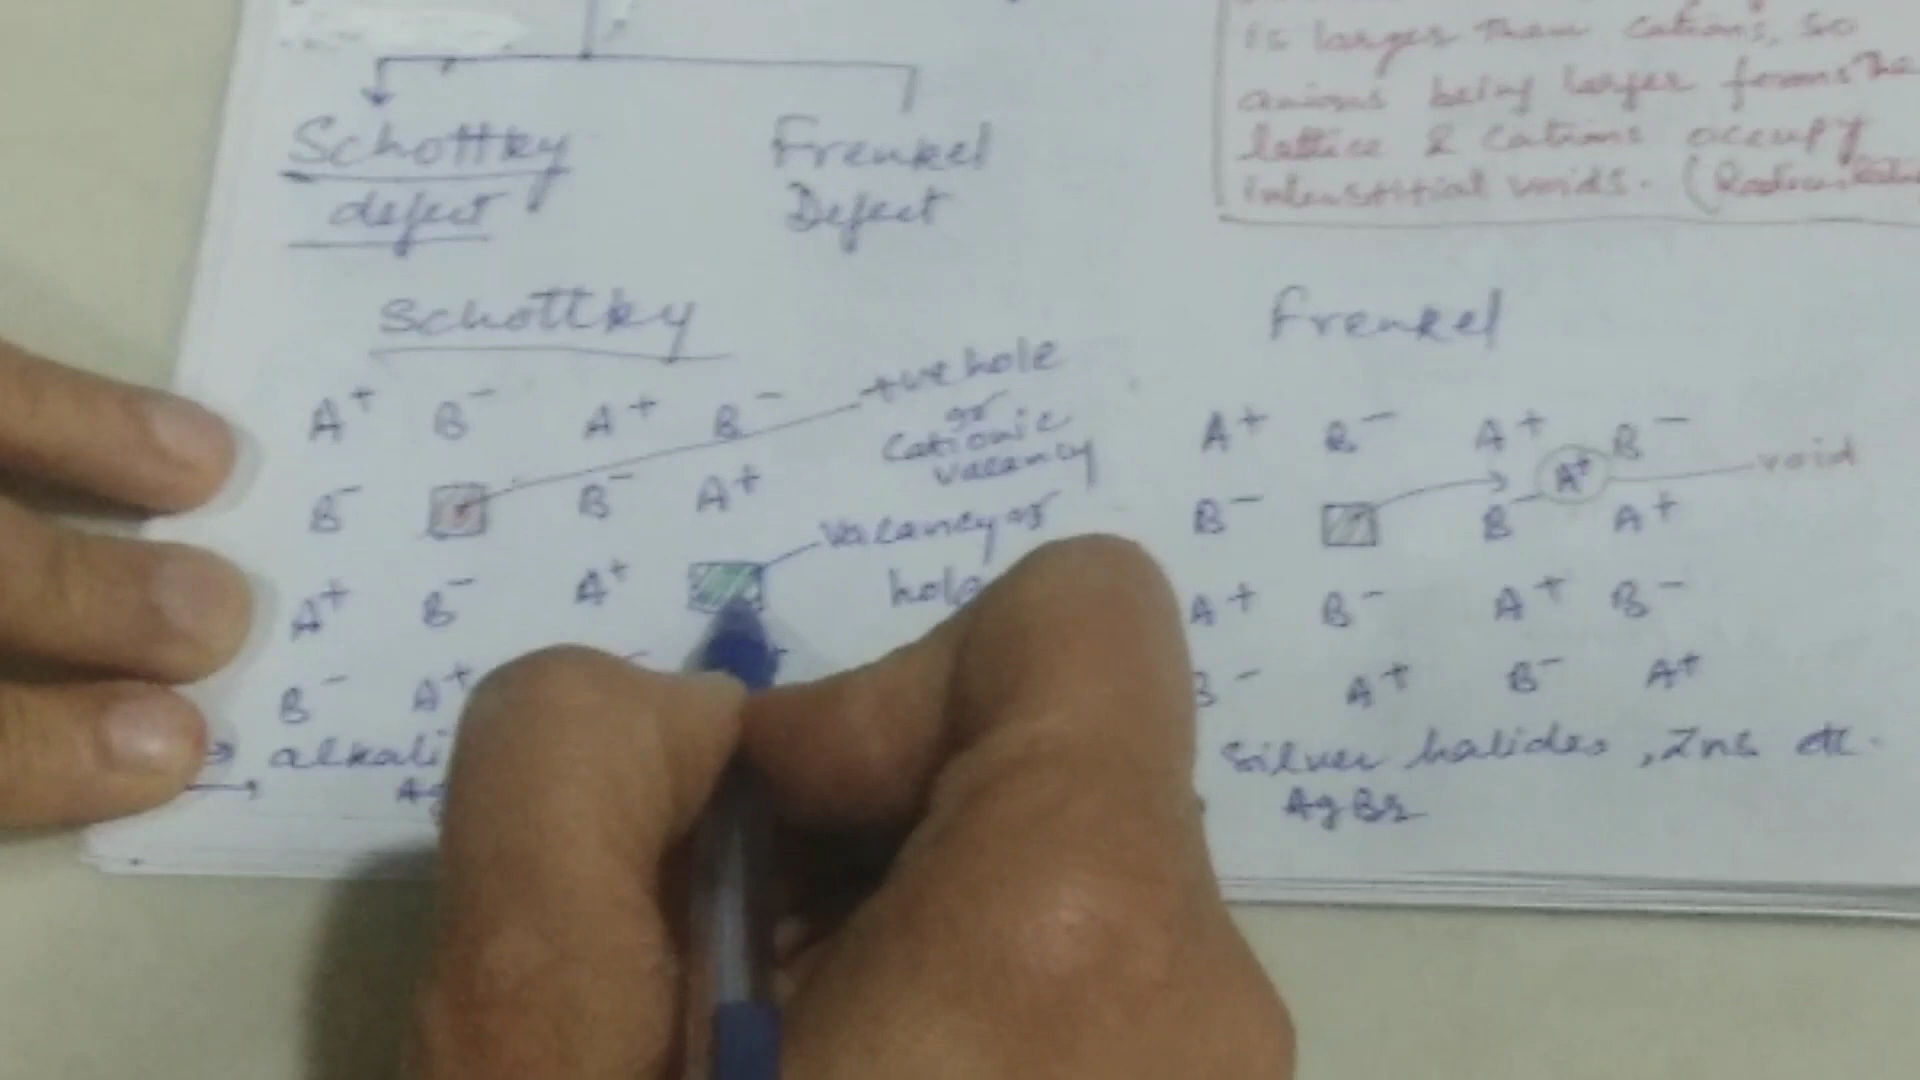 is larger than cations, so
anions being larger forms the
lattice & cations occupy
interstitial voids.
Schottky
defect
Frenkel
Defect
Schottky
A+ B- A+ B-
+ve hole
or
Cationic
vacancy
B- B- A+
vacancy or
hole
A+ B- A+
B- A+
alkali
Frenkel
A+ B- A+ B-
A+
void
B- B- A+
A+ B- A+ B-
B- A+ B- A+
Silver halides, ZnS etc.
AgBr